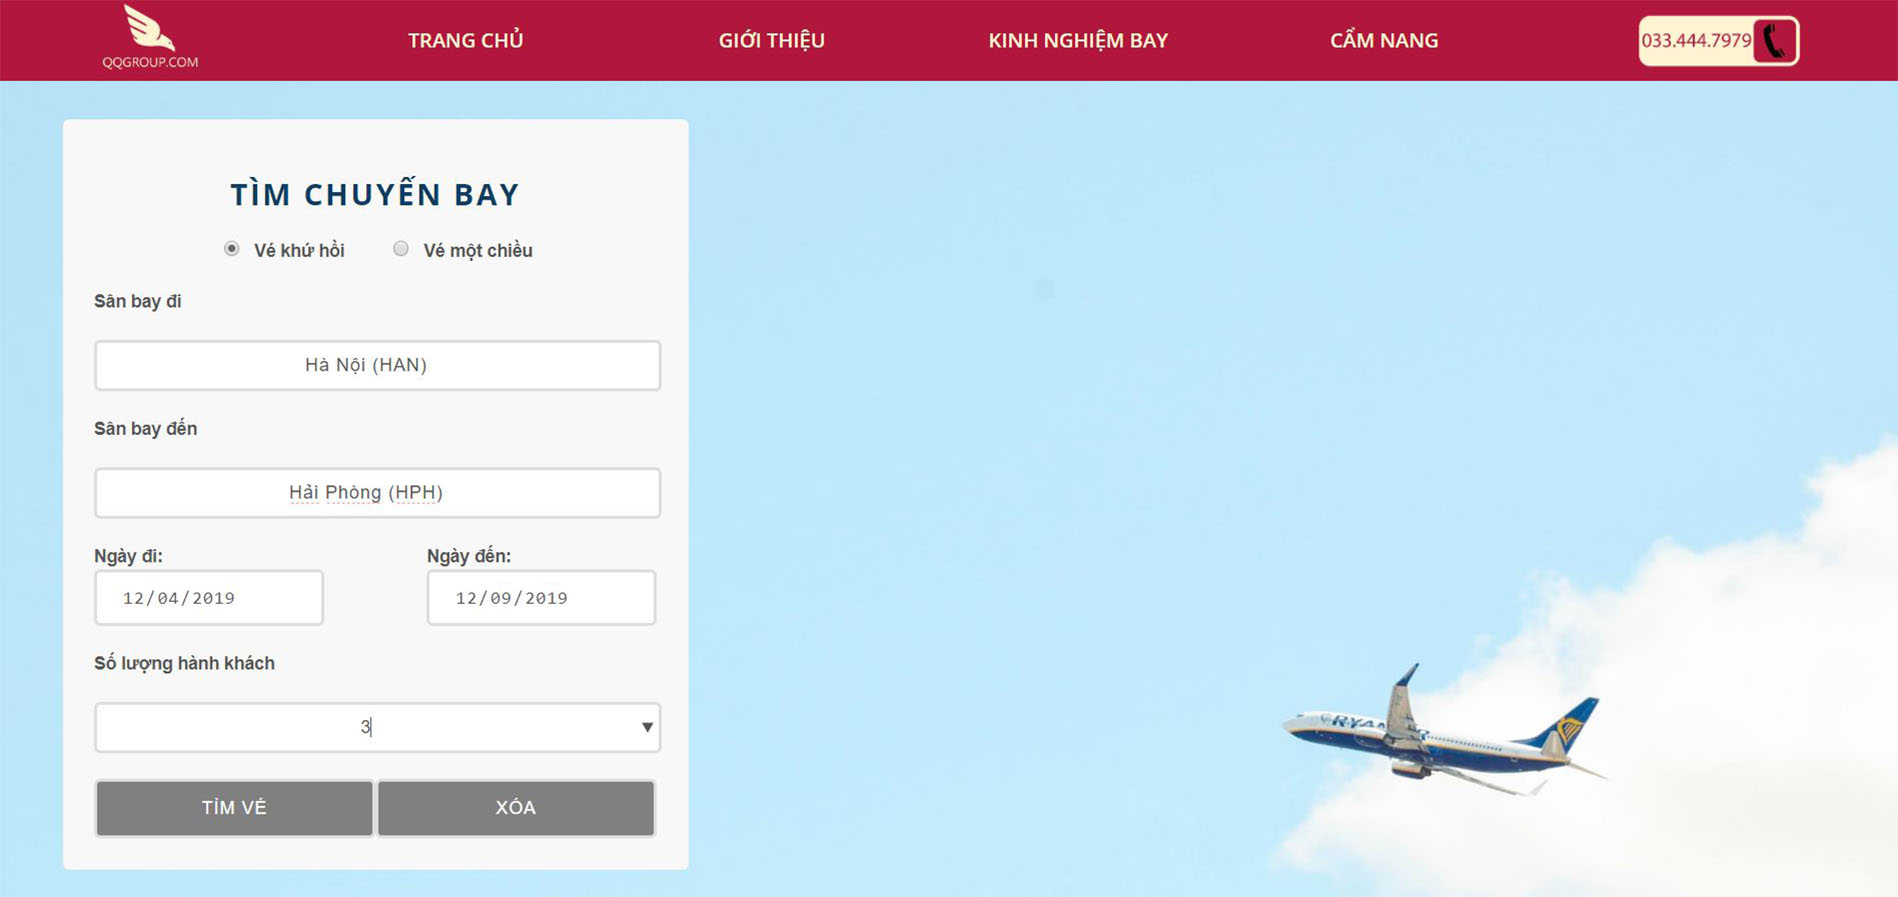 QQGROUP.COM
TRANG CHỦ
GIỚI THIỆU
KINH NGHIỆM BAY
CẨM NANG
033.444.7979
TÌM CHUYẾN BAY
Vé khứ hồi
Vé một chiều
Sân bay đi
Hà Nội (HAN)
Sân bay đến
Hải Phòng (HPH)
Ngày đi:
Ngày đến:
12/04/2019
12/09/2019
Số lượng hành khách
3
TÌM VÉ
XÓA